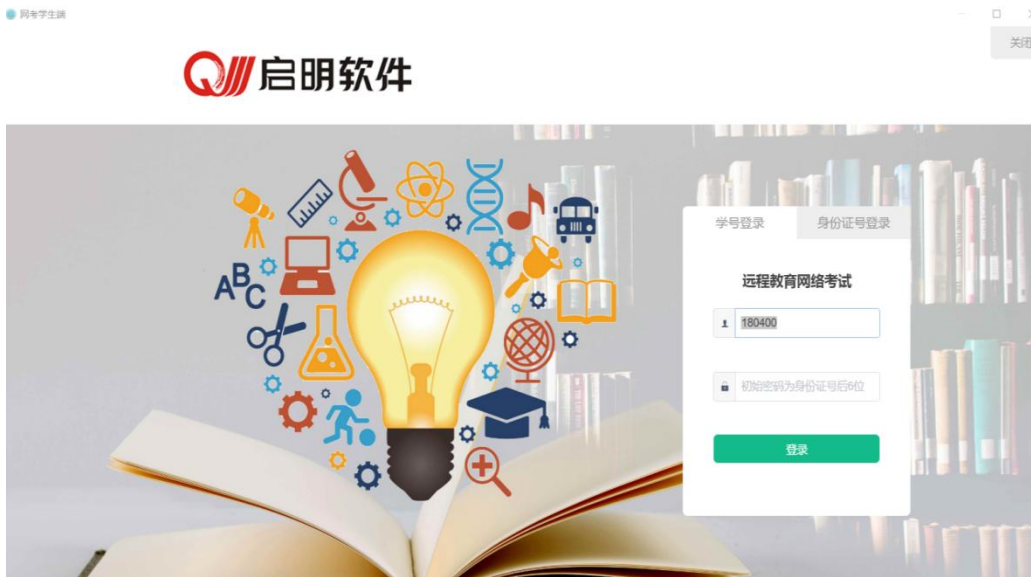 网考学生端
关闭
启明软件
ABC
学号登录
身份证号登录
远程教育网络考试
180400
初始密码为身份证号后6位
登录